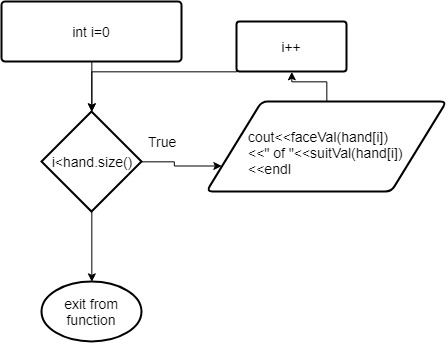 int i=0
i++
True
i<hand.size()
cout<<faceVal(hand[i])
<<" of "<<suitVal(hand[i])
<<endl
exit from
function